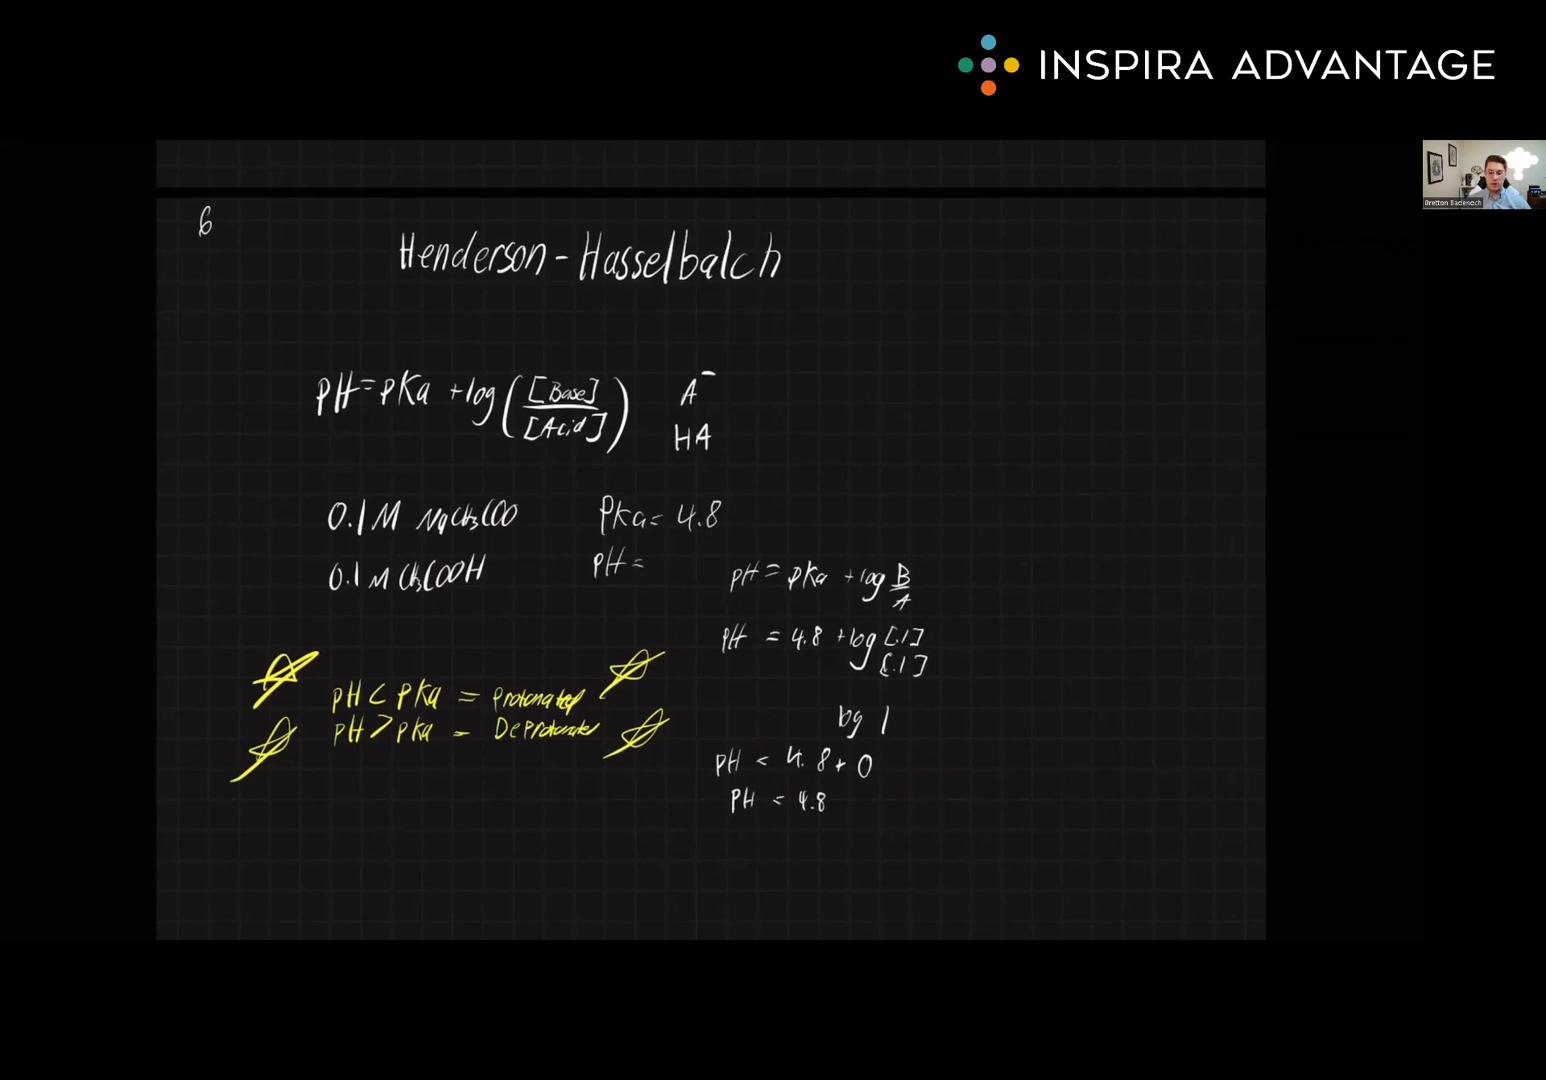 INSPIRA ADVANTAGE
Bretton Badenoch
6
Henderson-Hasselbalch
pH = pKa + log([Base]/[Acid])
A⁻
HA
0.1 M NaCH₃COO
pKa = 4.8
0.1 M CH₃COOH
pH =
pH = pKa + log B/A
pH = 4.8 + log [.1]
[.1]
pH < pKa = Protonated
pH > pKa = Deprotonated
log 1
pH = 4.8 + 0
pH = 4.8